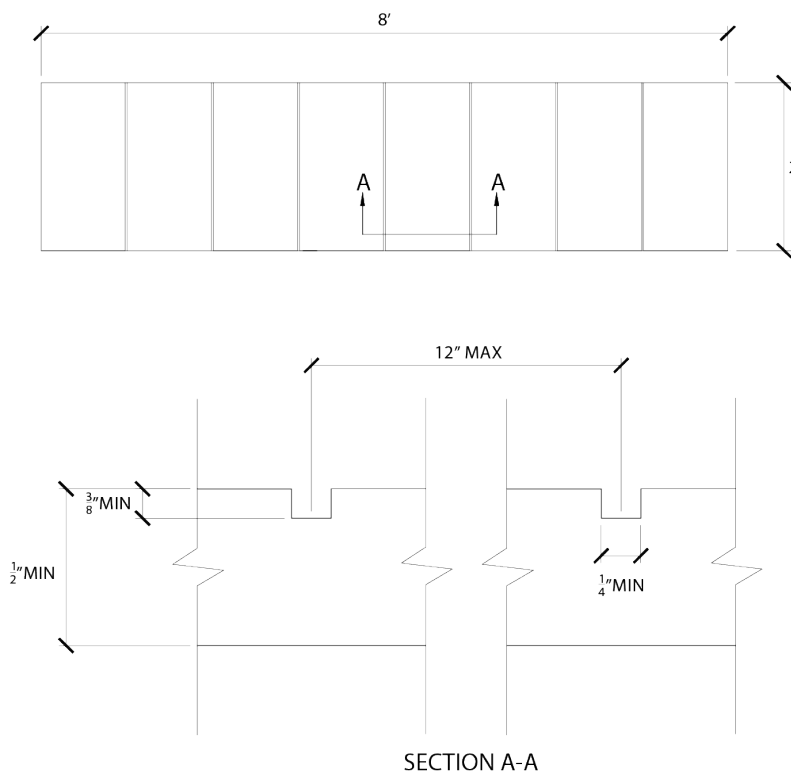 8'
A A
12" MAX
3/8" MIN
1/2" MIN
1/4" MIN
SECTION A-A